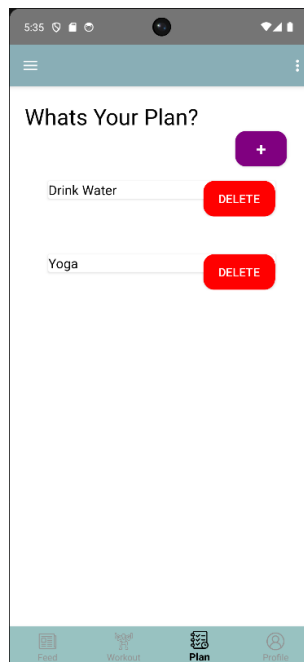 5:35
Whats Your Plan?
+
Drink Water
DELETE
Yoga
DELETE
Feed Workout Plan Profile